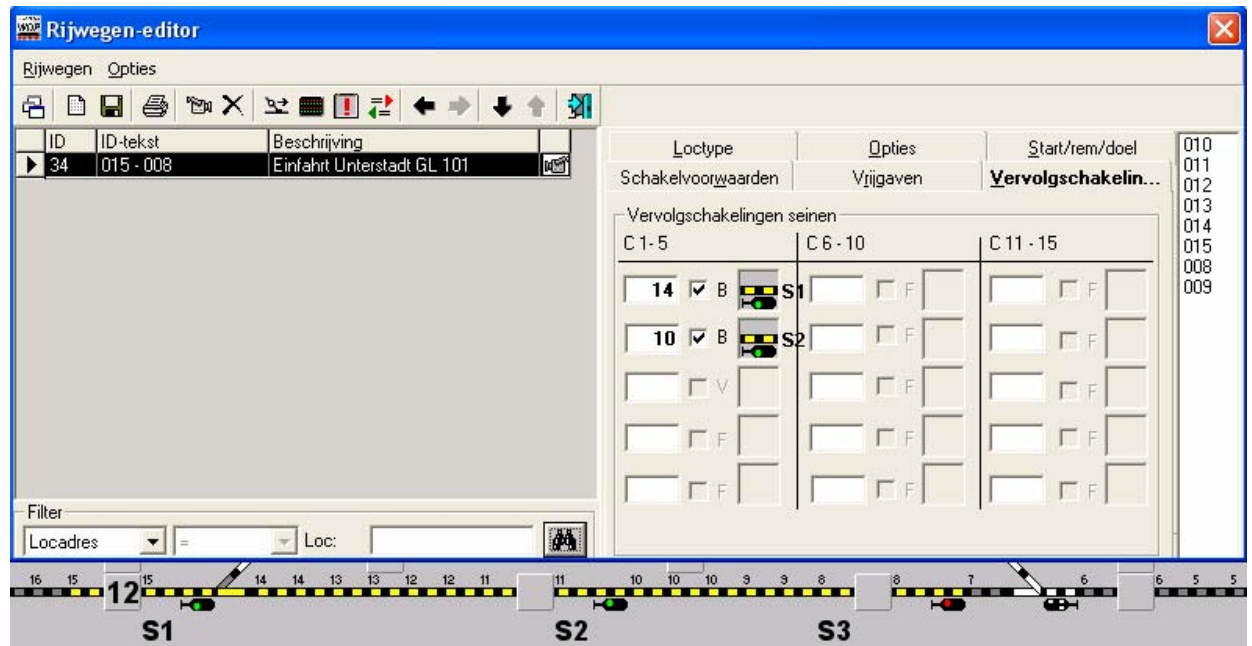 WDP Rijwegen-editor
Rijwegen Opties
ID ID-tekst Beschrijving
34 015 - 008 Einfahrt Unterstadt GL 101
Loctype Opties Start/rem/doel
Schakelvoorwaarden Vrijgaven Vervolgschakelin...
Vervolgschakelingen seinen
C 1- 5 C 6 - 10 C 11 - 15
14 B S1 F F
10 B S2 F F
V F F
F F F
F F F
010
011
012
013
014
015
008
009
Filter
Locadres = Loc:
16 15 15 14 14 13 13 12 12 11 11 10 10 10 9 9 8 8 7 6 6 5 5
12
S1 S2 S3